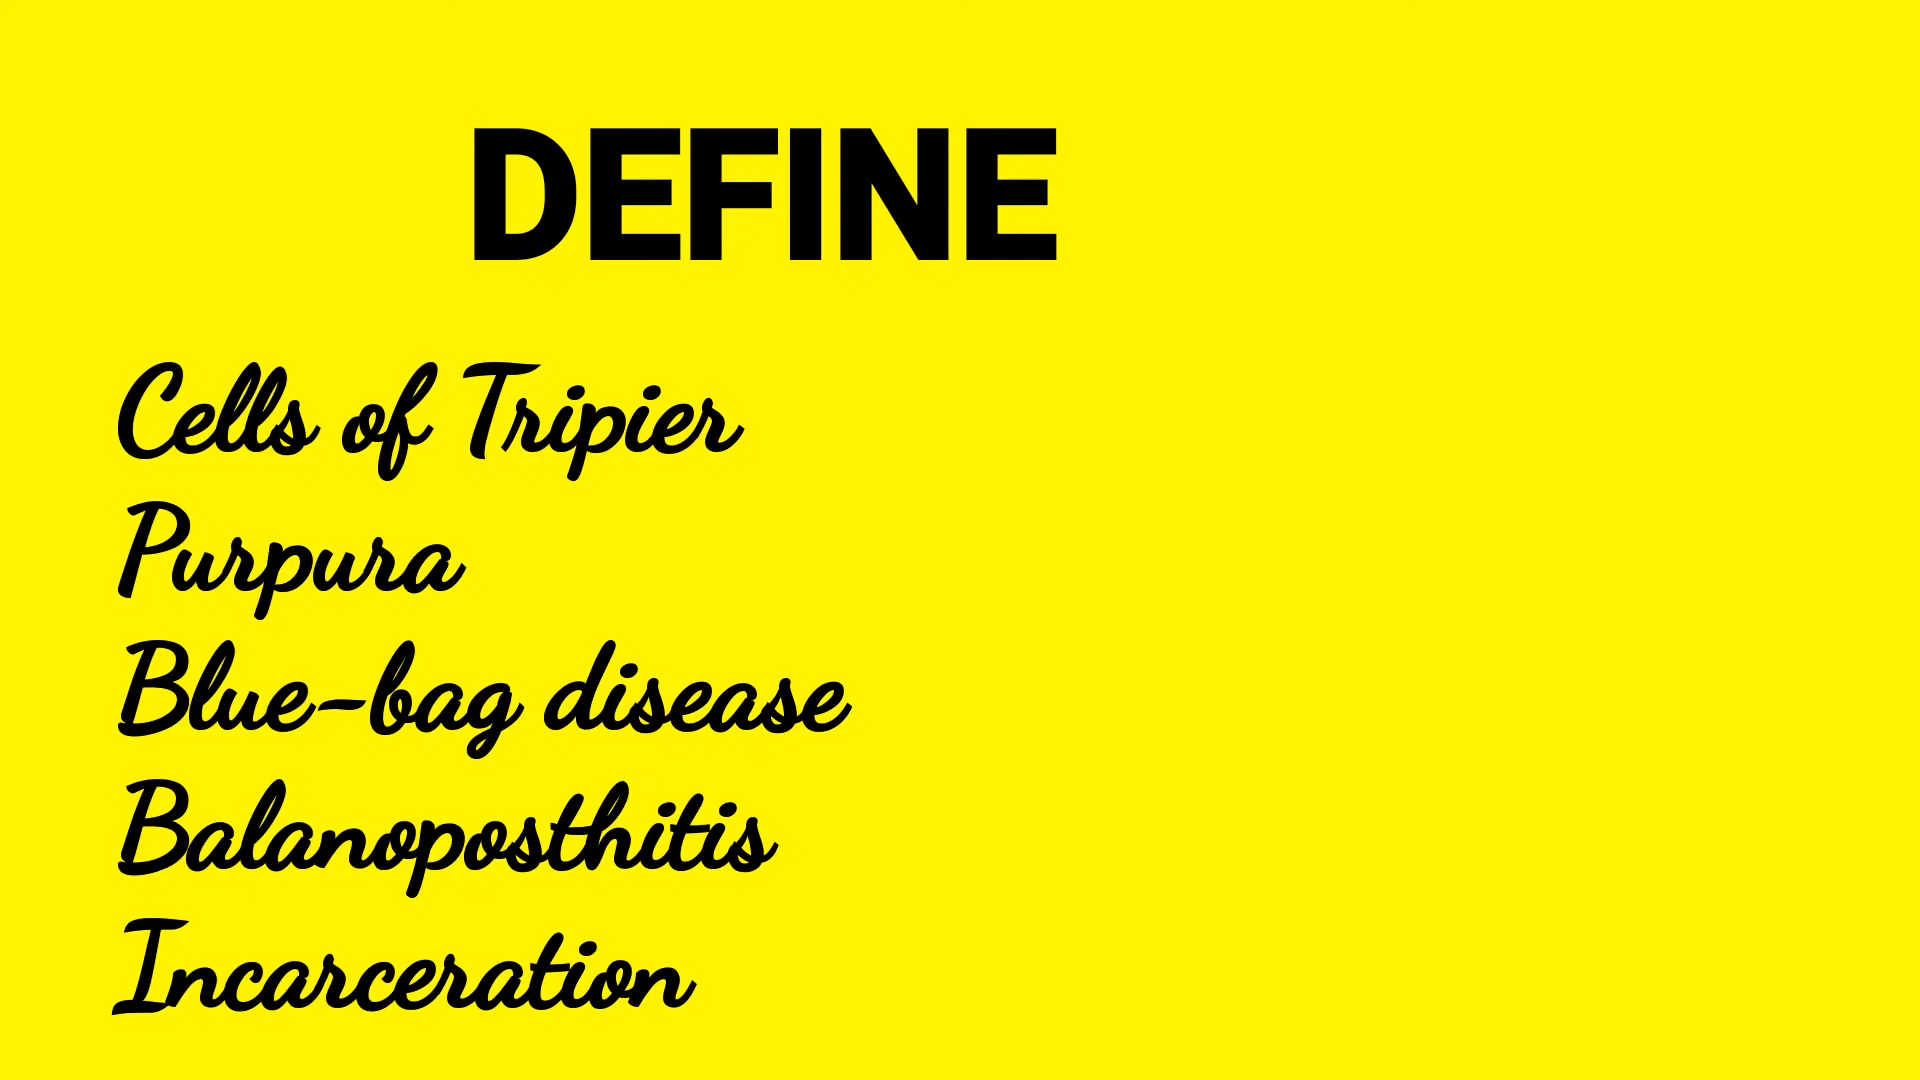 DEFINE
Cells of Tripier
Purpura
Blue-bag disease
Balanoposthitis
Incarceration